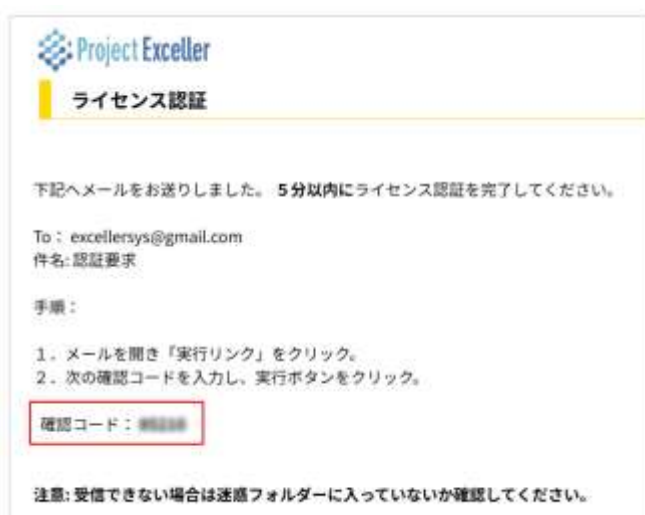 Project Exceller
ライセンス認証
下記へメールをお送りしました。 5分以内にライセンス認証を完了してください。
To： excellersys@gmail.com
件名: 認証要求
手順：
１．メールを開き「実行リンク」をクリック。
２．次の確認コードを入力し、実行ボタンをクリック。
確認コード：
注意: 受信できない場合は迷惑フォルダーに入っていないか確認してください。